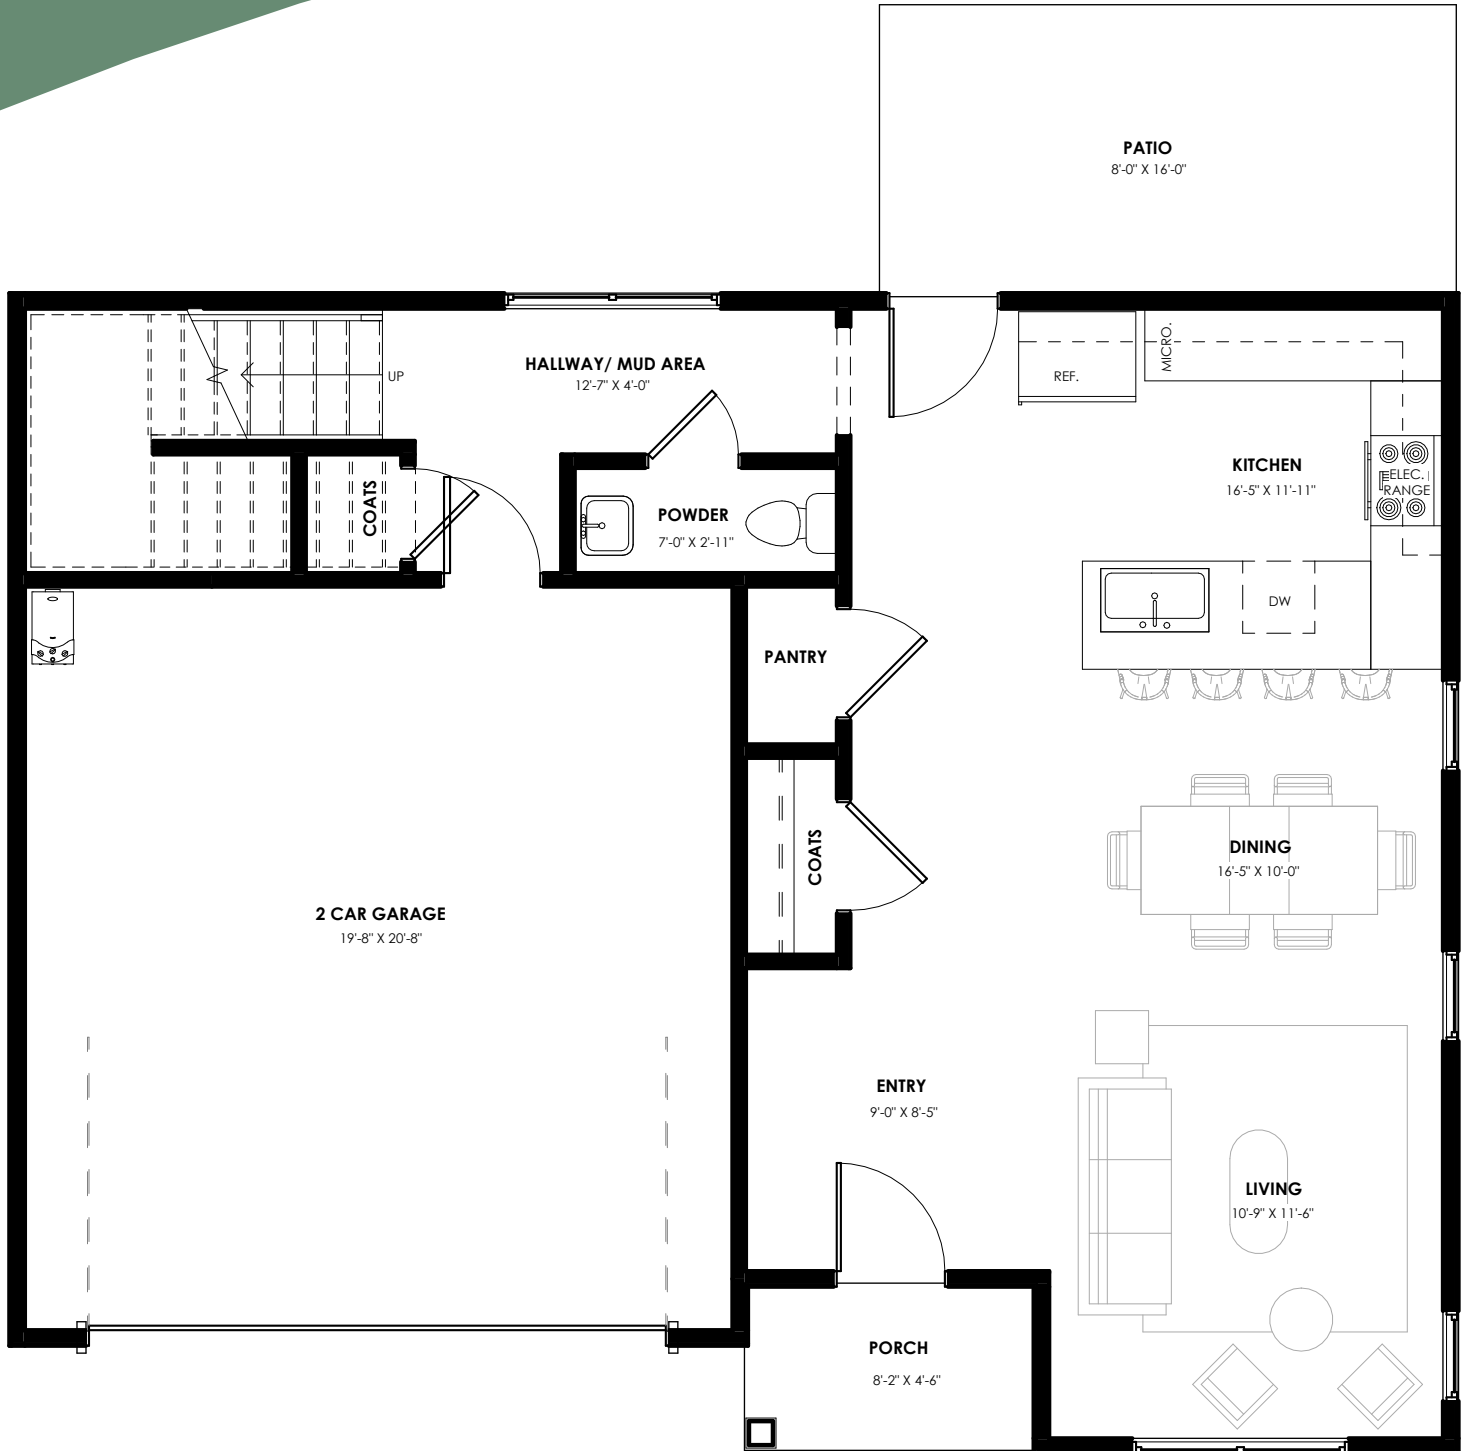 PATIO
8'-0" X 16'-0"
HALLWAY/ MUD AREA
12'-7" X 4'-0"
UP
MICRO.
REF.
KITCHEN
16'-5" X 11'-11"
ELEC.
RANGE
COATS
POWDER
7'-0" X 2'-11"
DW
PANTRY
COATS
DINING
16'-5" X 10'-0"
2 CAR GARAGE
19'-8" X 20'-8"
ENTRY
9'-0" X 8'-5"
LIVING
10'-9" X 11'-6"
PORCH
8'-2" X 4'-6"